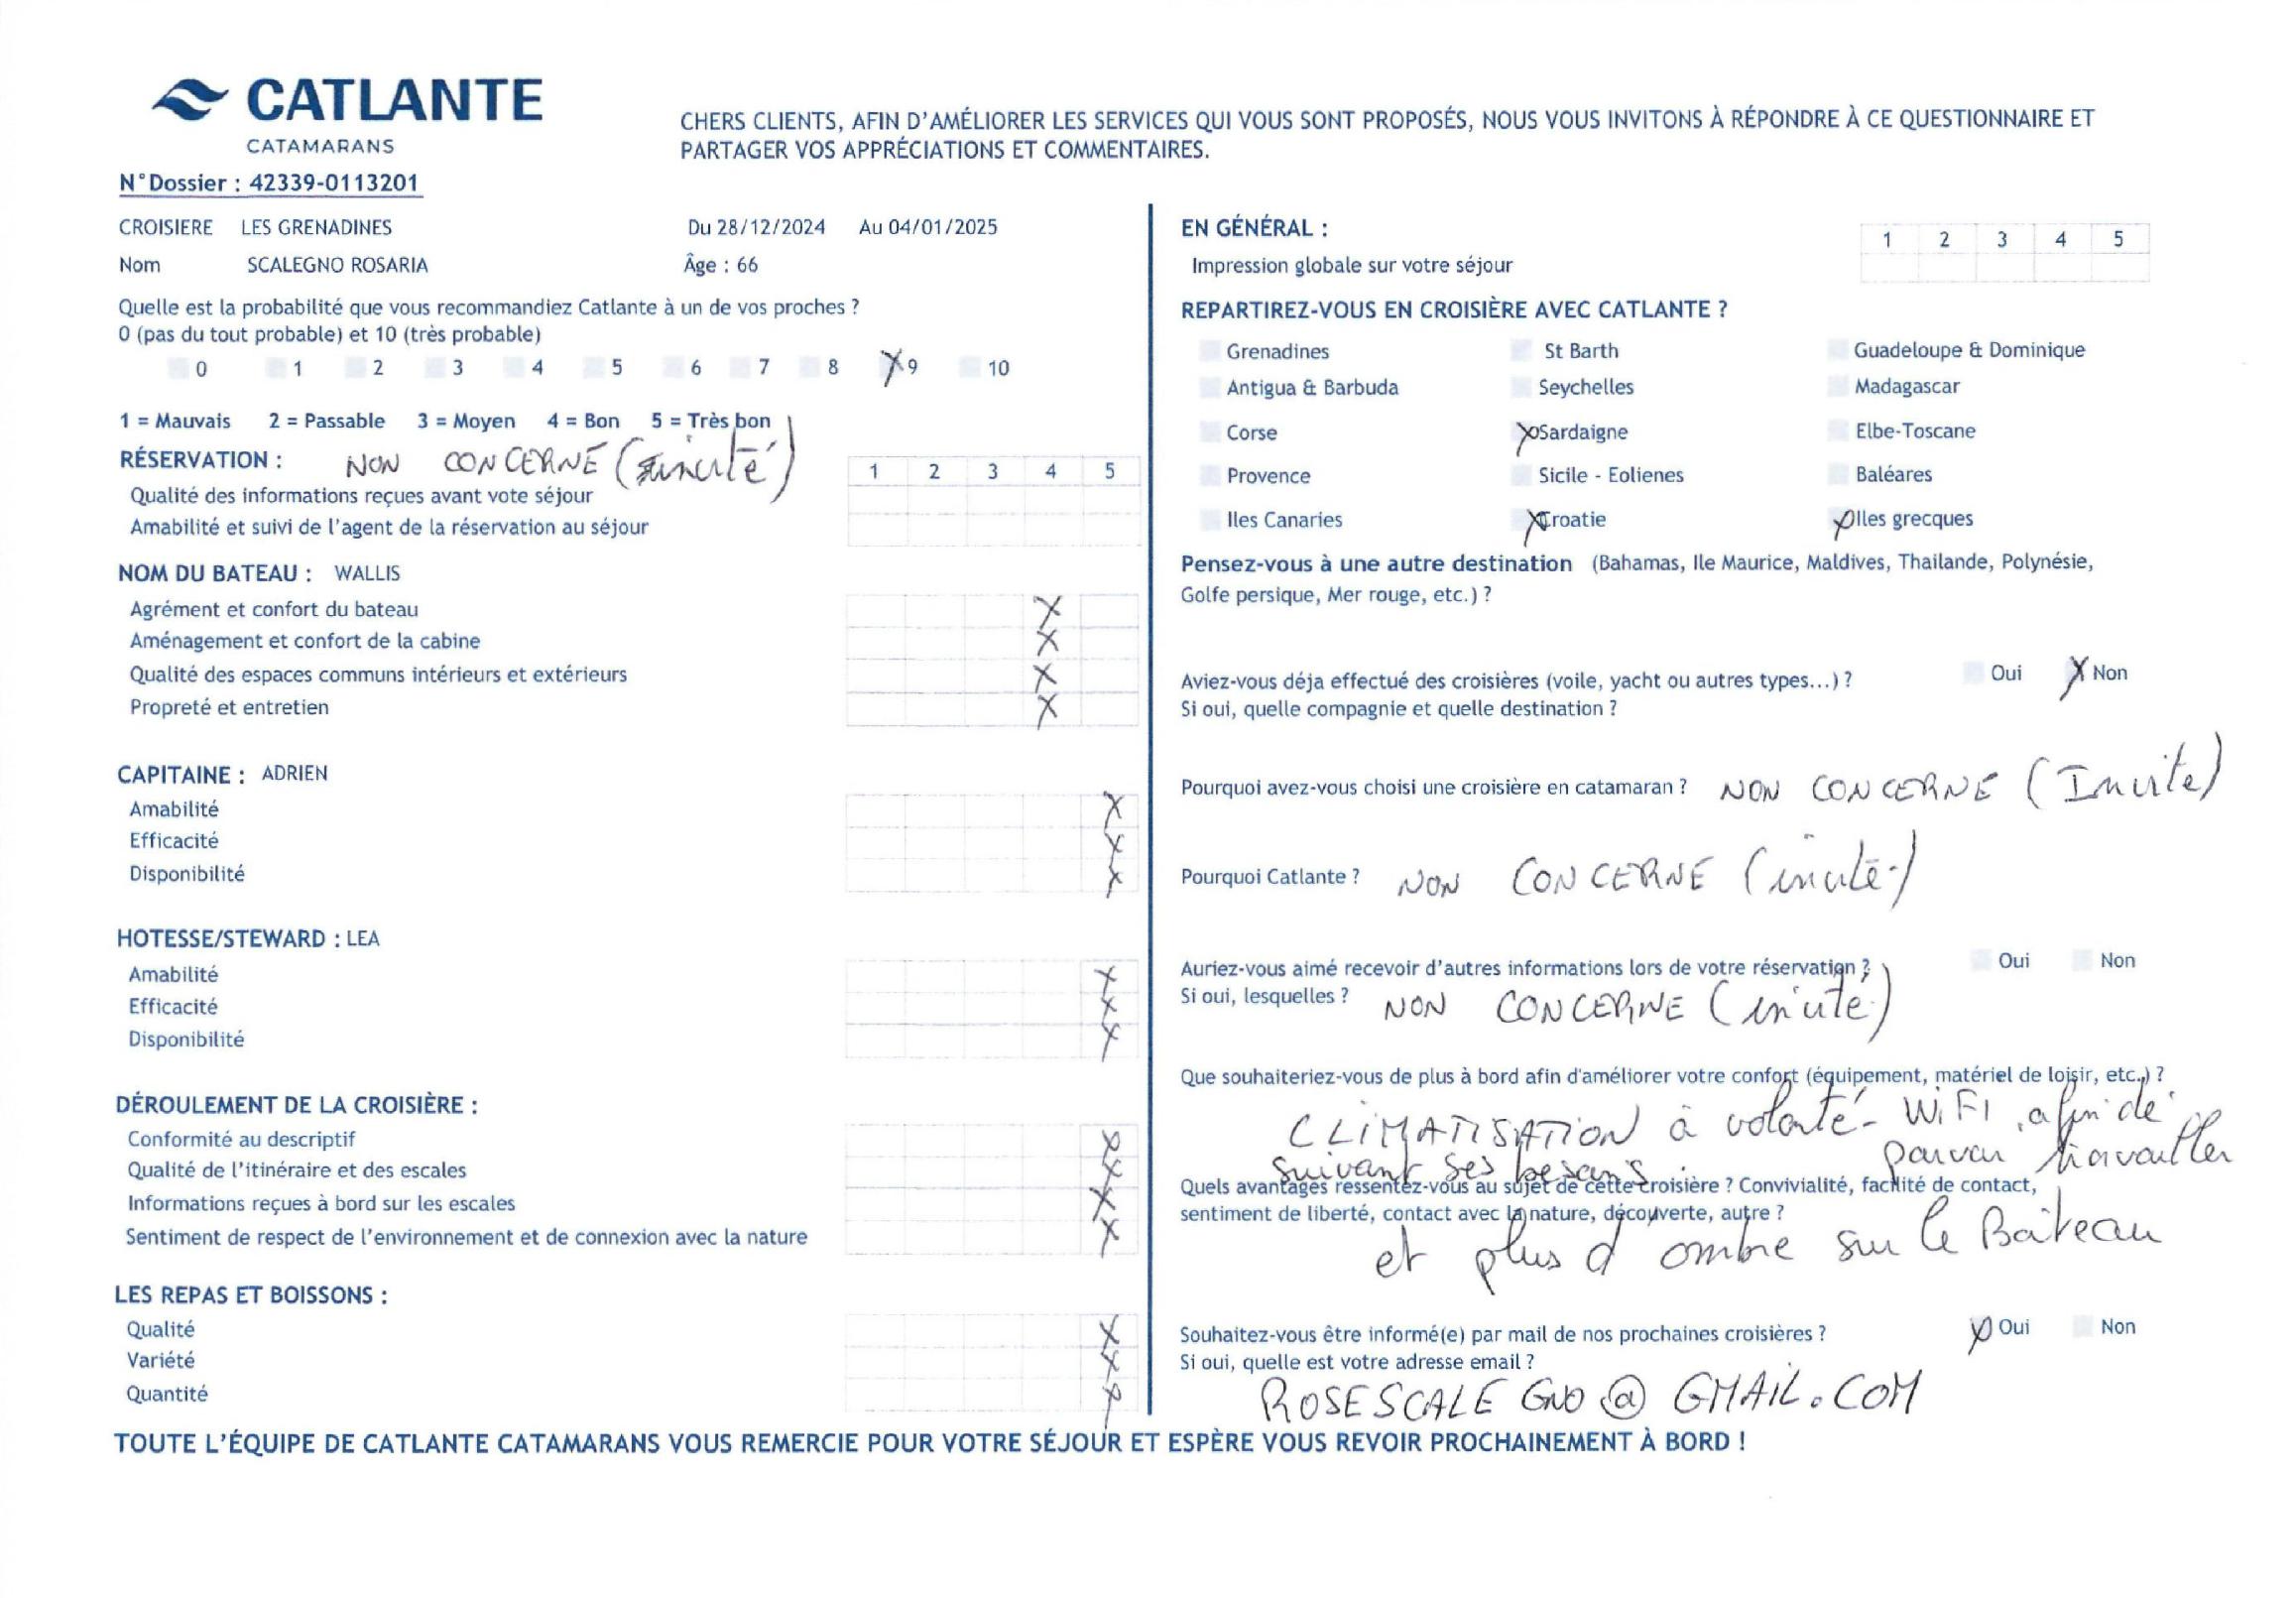 CATLANTE
CATAMARANS
CHERS CLIENTS, AFIN D'AMÉLIORER LES SERVICES QUI VOUS SONT PROPOSÉS, NOUS VOUS INVITONS À RÉPONDRE À CE QUESTIONNAIRE ET
PARTAGER VOS APPRÉCIATIONS ET COMMENTAIRES.
N°Dossier : 42339-0113201
CROISIERE LES GRENADINES Du 28/12/2024 Au 04/01/2025
Nom SCALEGNO ROSARIA Âge : 66
Quelle est la probabilité que vous recommandiez Catlante à un de vos proches ?
0 (pas du tout probable) et 10 (très probable)
0 1 2 3 4 5 6 7 8 X 9 10
1 = Mauvais 2 = Passable 3 = Moyen 4 = Bon 5 = Très bon
RÉSERVATION : NON CONCERNÉ (invité)
1 2 3 4 5
Qualité des informations reçues avant vote séjour
Amabilité et suivi de l'agent de la réservation au séjour
NOM DU BATEAU : WALLIS
Agrément et confort du bateau X
Aménagement et confort de la cabine X
Qualité des espaces communs intérieurs et extérieurs X
Propreté et entretien X
CAPITAINE : ADRIEN
Amabilité X
Efficacité X
Disponibilité X
HOTESSE/STEWARD : LEA
Amabilité X
Efficacité X
Disponibilité X
DÉROULEMENT DE LA CROISIÈRE :
Conformité au descriptif X
Qualité de l'itinéraire et des escales X
Informations reçues à bord sur les escales X
Sentiment de respect de l'environnement et de connexion avec la nature X
LES REPAS ET BOISSONS :
Qualité X
Variété X
Quantité X
EN GÉNÉRAL :
1 2 3 4 5
Impression globale sur votre séjour
REPARTIREZ-VOUS EN CROISIÈRE AVEC CATLANTE ?
Grenadines St Barth Guadeloupe & Dominique
Antigua & Barbuda Seychelles Madagascar
Corse X Sardaigne Elbe-Toscane
Provence Sicile - Eolienes Baléares
Iles Canaries X Croatie X Iles grecques
Pensez-vous à une autre destination (Bahamas, Ile Maurice, Maldives, Thailande, Polynésie,
Golfe persique, Mer rouge, etc.) ?
Aviez-vous déja effectué des croisières (voile, yacht ou autres types...) ? Oui X Non
Si oui, quelle compagnie et quelle destination ?
Pourquoi avez-vous choisi une croisière en catamaran ? NON CONCERNÉ (Invité)
Pourquoi Catlante ? NON CONCERNÉ (invité)
Auriez-vous aimé recevoir d'autres informations lors de votre réservation ? Oui Non
Si oui, lesquelles ? NON CONCERNE (invité)
Que souhaiteriez-vous de plus à bord afin d'améliorer votre confort (équipement, matériel de loisir, etc.) ?
CLIMATISATION à volonté - WiFI afin de
suivant ses besoins pouvoir travailler
Quels avantages ressentez-vous au sujet de cette croisière ? Convivialité, facilité de contact,
sentiment de liberté, contact avec la nature, découverte, autre ?
et plus d'ombre sur le Bâteau
Souhaitez-vous être informé(e) par mail de nos prochaines croisières ? X Oui Non
Si oui, quelle est votre adresse email ?
ROSESCALEGNO@GMAIL.COM
TOUTE L'ÉQUIPE DE CATLANTE CATAMARANS VOUS REMERCIE POUR VOTRE SÉJOUR ET ESPÈRE VOUS REVOIR PROCHAINEMENT À BORD !